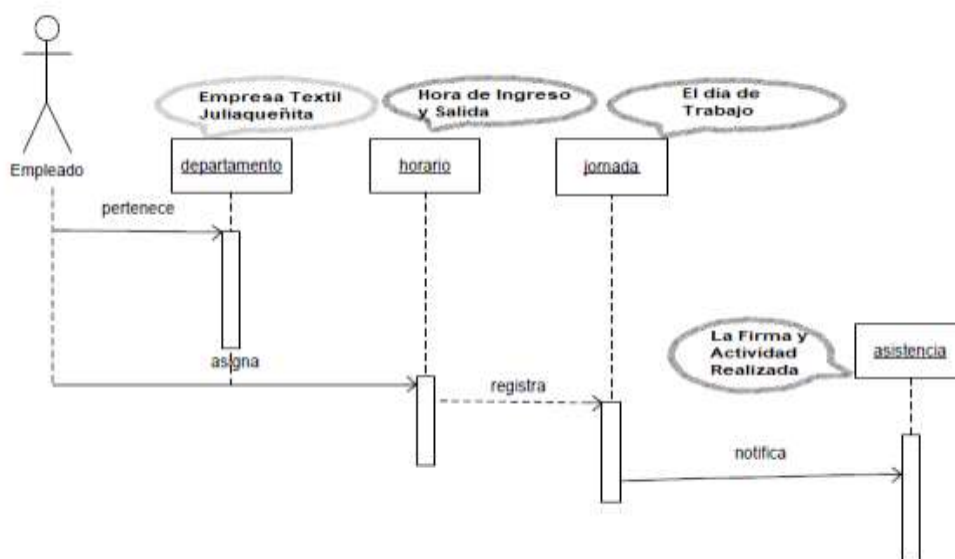 Empresa Textil
Juliaqueñita
Hora de Ingreso
y Salida
El día de
Trabajo
Empleado
departamento
horario
jornada
pertenece
La Firma y
Actividad
Realizada
asistencia
asigna
registra
notifica